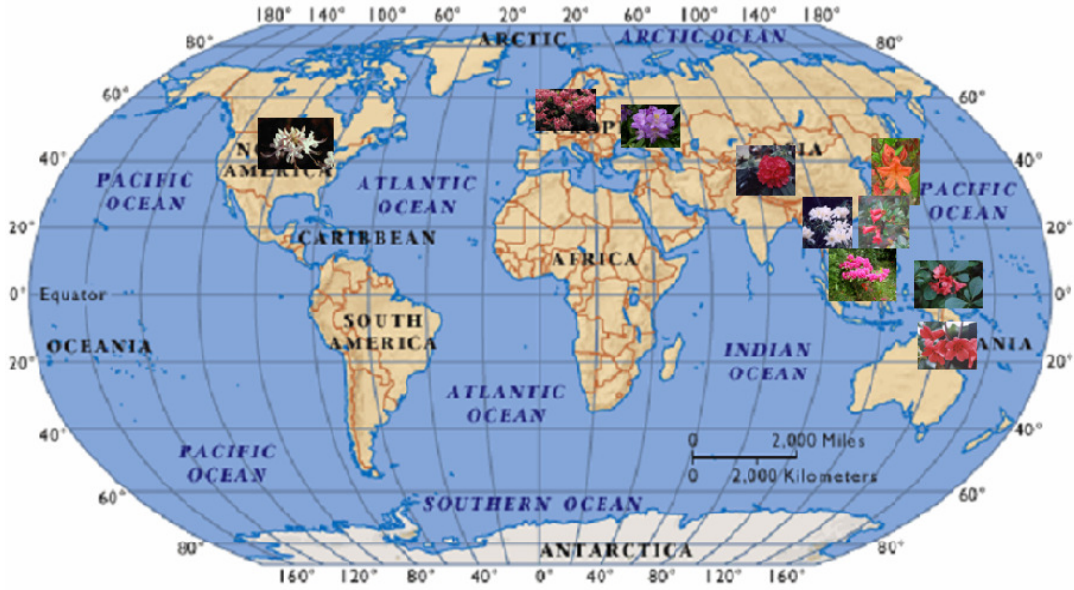 180° 140° 100° 60° 20° 20° 60° 100° 140° 180°
ARCTIC ARCTIC OCEAN
80° 80°
60° 60°
40° AMERICA 40°
PACIFIC
OCEAN
ATLANTIC
OCEAN
PACIFIC
OCEAN
20° 20°
CARIBBEAN
AFRICA
0° Equator 0°
SOUTH
AMERICA
OCEANIA
INDIAN
OCEAN
20° 20°
ATLANTIC
OCEAN
40° 40°
0 2,000 Miles
0 2,000 Kilometers
PACIFIC
OCEAN
60° SOUTHERN OCEAN 60°
80° ANTARCTICA 80°
160° 120° 80° 40° 0° 40° 80° 120° 160°